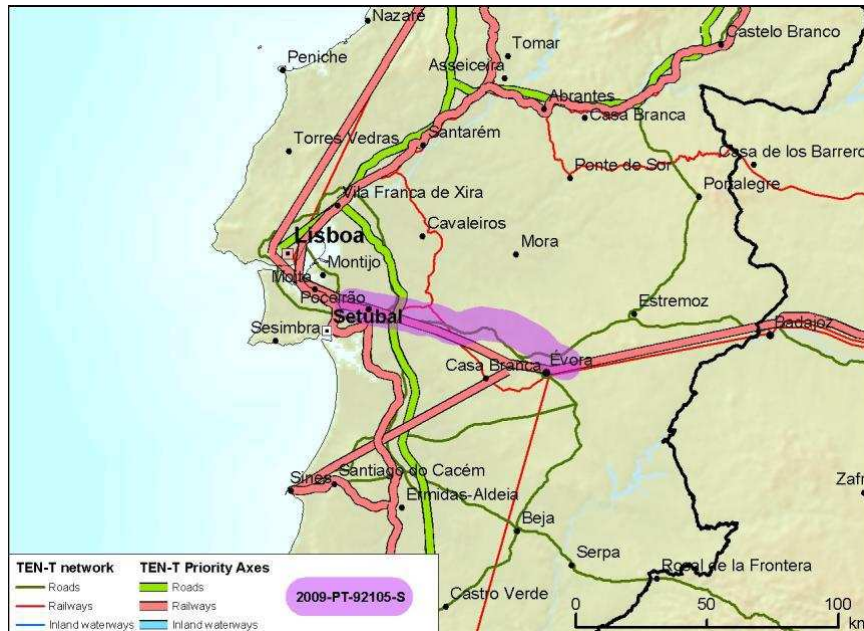 Nazaré
Castelo Branco
Tomar
Peniche
Asseiceira
Abrantes
Casa Branca
Santarém
Torres Vedras
Casa de los Barrero
Ponte de Sor
Portalegre
Vila Franca de Xira
Cavaleiros
Mora
Lisboa
Montijo
Moita
Poceirão
Estremoz
Setúbal
Sesimbra
Badajoz
Évora
Casa Branca
Santiago do Cacém
Sines
Ermidas-Aldeia
Zafr
Beja
Serpa
Rosal de la Frontera
Castro Verde
TEN-T network
Roads
Railways
Inland waterways
TEN-T Priority Axes
Roads
Railways
Inland waterways
2009-PT-92105-S
0 50 100
km